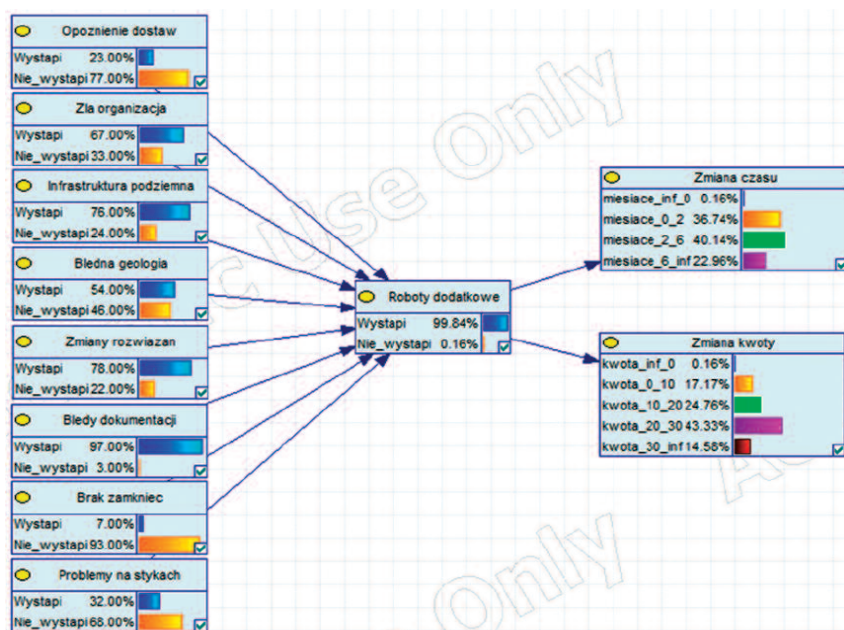 Opoznienie dostaw
Wystapi 23.00%
Nie_wystapi 77.00%
Zla organizacja
Wystapi 67.00%
Nie_wystapi 33.00%
Infrastruktura podziemna
Wystapi 76.00%
Nie_wystapi 24.00%
Bledna geologia
Wystapi 54.00%
Nie_wystapi 46.00%
Zmiany rozwiazan
Wystapi 78.00%
Nie_wystapi 22.00%
Bledy dokumentacji
Wystapi 97.00%
Nie_wystapi 3.00%
Brak zamkniec
Wystapi 7.00%
Nie_wystapi 93.00%
Problemy na stykach
Wystapi 32.00%
Nie_wystapi 68.00%
Roboty dodatkowe
Wystapi 99.84%
Nie_wystapi 0.16%
Zmiana czasu
miesiace_inf_0 0.16%
miesiace_0_2 36.74%
miesiace_2_6 40.14%
miesiace_6_inf 22.96%
Zmiana kwoty
kwota_inf_0 0.16%
kwota_0_10 17.17%
kwota_10_20 24.76%
kwota_20_30 43.33%
kwota_30_inf 14.58%
Use Only
Only